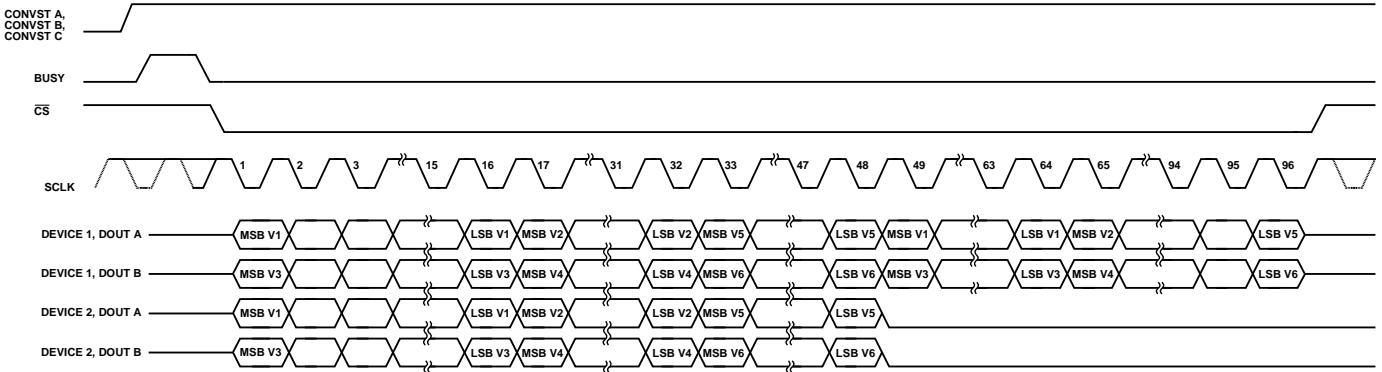 CONVST A,
CONVST B,
CONVST C
BUSY
CS
SCLK 1 2 3 15 16 17 31 32 33 47 48 49 63 64 65 94 95 96
DEVICE 1, DOUT A MSB V1 LSB V1 MSB V2 LSB V2 MSB V5 LSB V5 MSB V1 LSB V1 MSB V2 LSB V5
DEVICE 1, DOUT B MSB V3 LSB V3 MSB V4 LSB V4 MSB V6 LSB V6 MSB V3 LSB V3 MSB V4 LSB V6
DEVICE 2, DOUT A MSB V1 LSB V1 MSB V2 LSB V2 MSB V5 LSB V5
DEVICE 2, DOUT B MSB V3 LSB V3 MSB V4 LSB V4 MSB V6 LSB V6